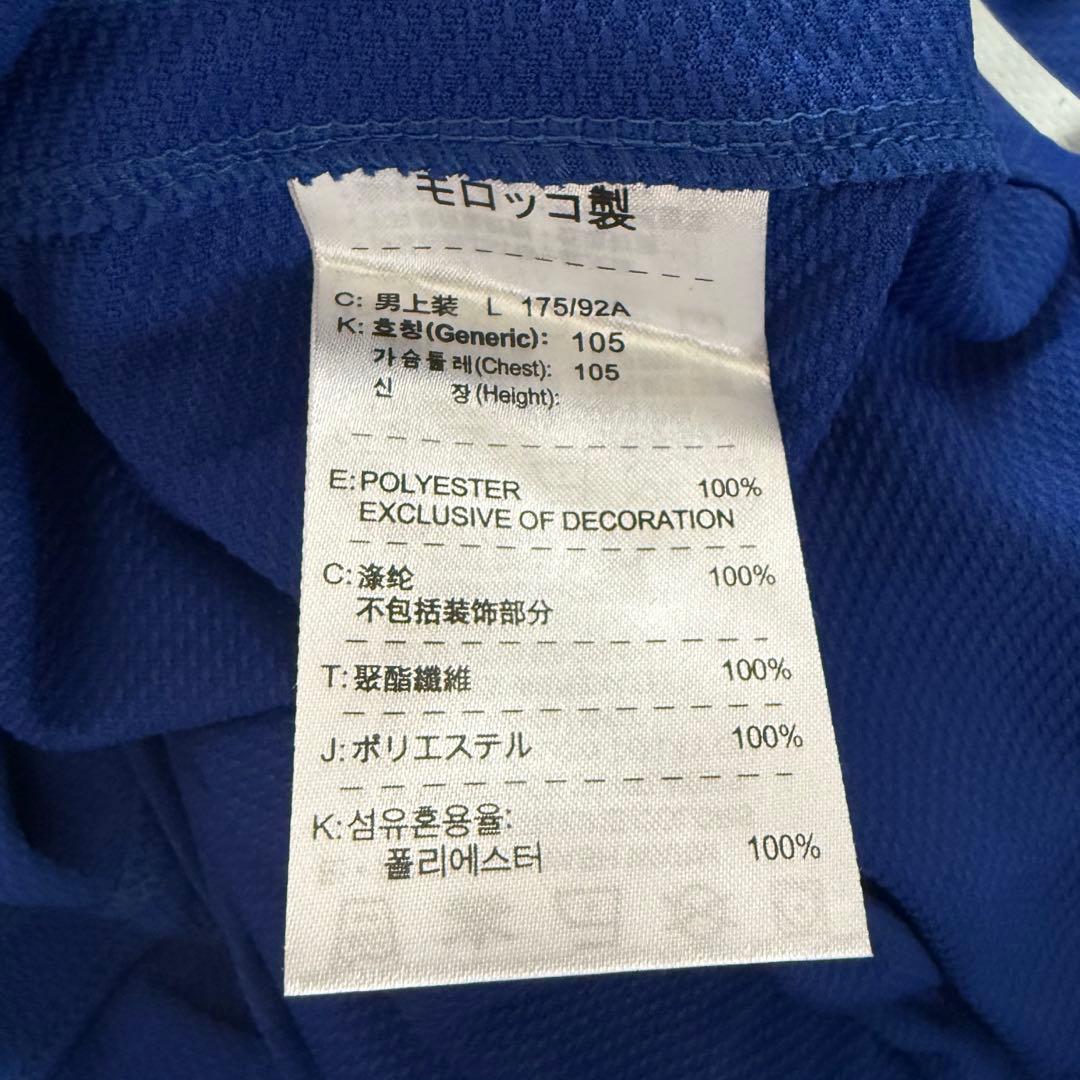 モロッコ製
C: 男上装 L 175/92A
K: 호칭(Generic): 105
가슴둘레(Chest): 105
신 장(Height):
E: POLYESTER 100%
EXCLUSIVE OF DECORATION
C: 涤纶 100%
不包括装饰部分
T: 聚酯纖維 100%
J: ポリエステル 100%
K: 섬유혼용율:
폴리에스터 100%